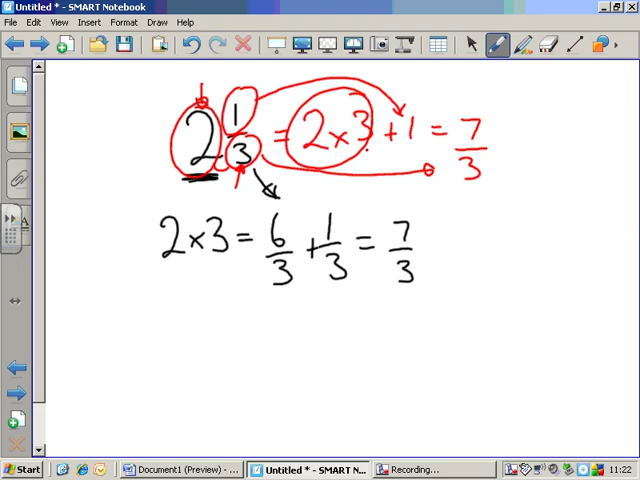 Untitled * - SMART Notebook
File Edit View Insert Format Draw Help
2 1/3 = 2 x 3 + 1 = 7/3
2 x 3 = 6/3 + 1/3 = 7/3
Start Document1 (Preview) - ... Untitled * - SMART Not... Recording... 11:22